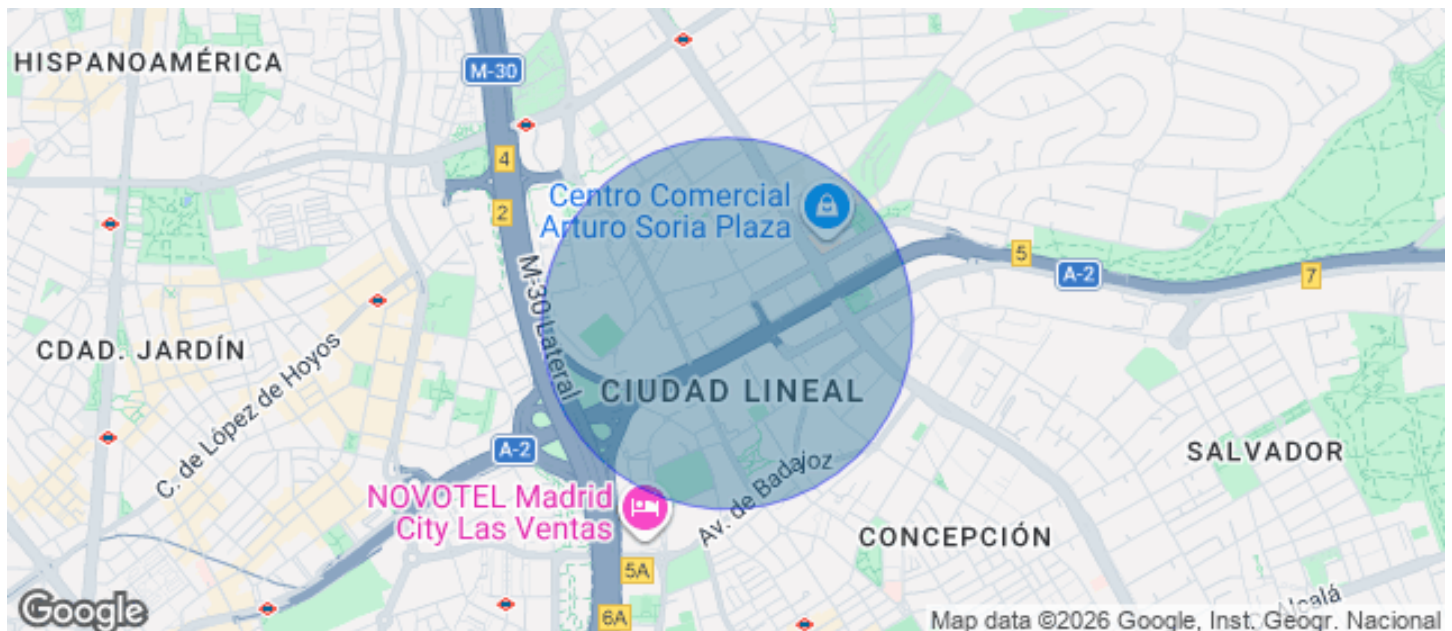 HISPANOAMÉRICA
M-30
4
2
Centro Comercial
Arturo Soria Plaza
5
A-2
7
M-30 Lateral
CDAD. JARDÍN
C. de López de Hoyos
CIUDAD LINEAL
A-2
SALVADOR
Av. de Badajoz
NOVOTEL Madrid
City Las Ventas
CONCEPCIÓN
5A
6A
Google
Map data ©2026 Google, Inst. Geogr. Nacional